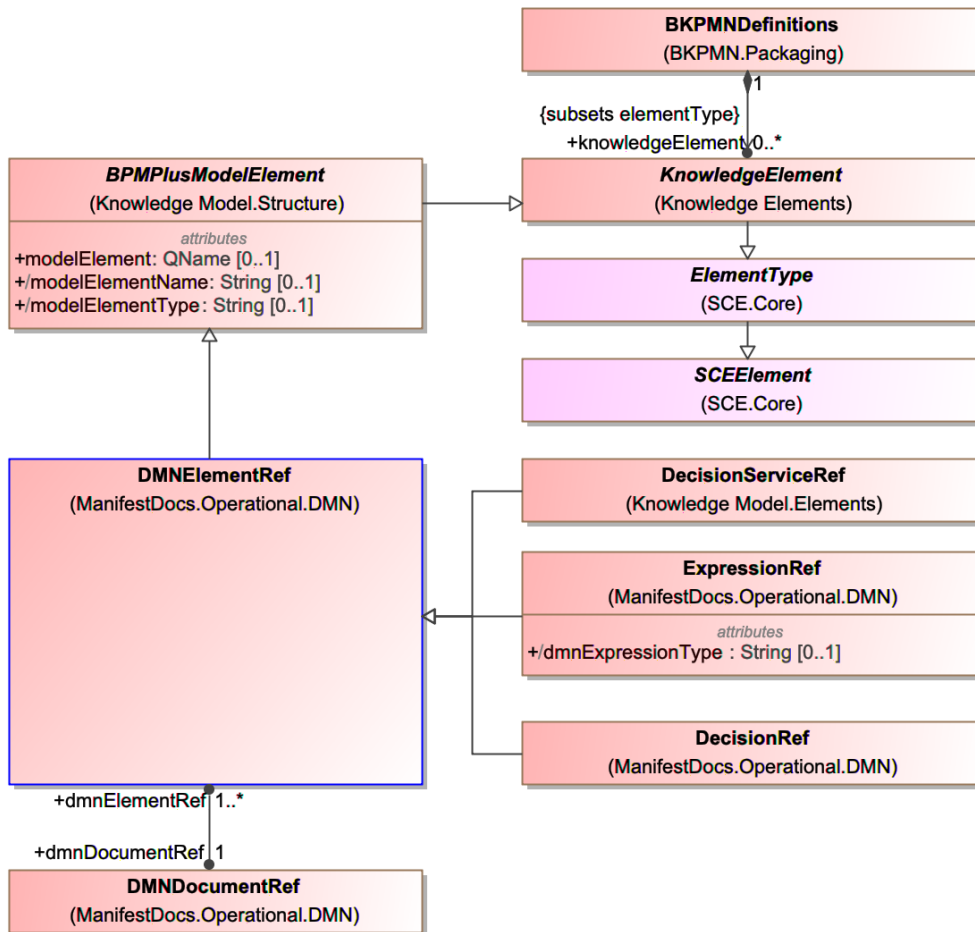 BKPMNDefinitions
(BKPMN.Packaging)
1
{subsets elementType}
+knowledgeElement 0..*
BPMPlusModelElement
(Knowledge Model.Structure)
attributes
+modelElement: QName [0..1]
+/modelElementName: String [0..1]
+/modelElementType: String [0..1]
KnowledgeElement
(Knowledge Elements)
ElementType
(SCE.Core)
SCEElement
(SCE.Core)
DMNElementRef
(ManifestDocs.Operational.DMN)
DecisionServiceRef
(Knowledge Model.Elements)
ExpressionRef
(ManifestDocs.Operational.DMN)
attributes
+/dmnExpressionType : String [0..1]
DecisionRef
(ManifestDocs.Operational.DMN)
+dmnElementRef 1..*
+dmnDocumentRef 1
DMNDocumentRef
(ManifestDocs.Operational.DMN)